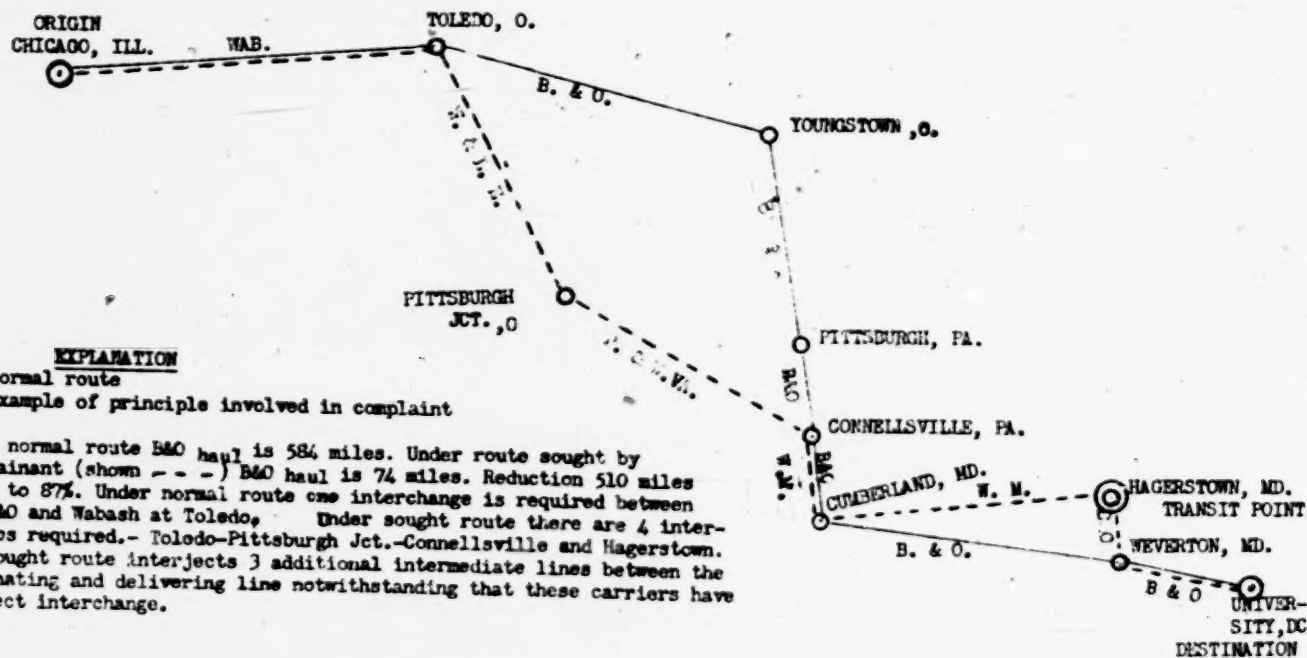 ORIGIN
CHICAGO, ILL.
WAB.
TOLEDO, O.
B. & O.
YOUNGSTOWN ,O.
PITTSBURGH
JCT. ,O
PITTSBURGH, PA.
B&O
CONNELLSVILLE, PA.
W.M.
B&O
CUMBERLAND, MD.
W. M.
HAGERSTOWN, MD.
TRANSIT POINT
B. & O.
WEVERTON, MD.
B & O
UNIVER-
SITY,DC
DESTINATION
EXPLANATION
ormal route
xample of principle involved in complaint
normal route B&O haul is 584 miles. Under route sought by
ainant (shown - - - ) B&O haul is 74 miles. Reduction 510 miles
to 87%. Under normal route one interchange is required between
&O and Wabash at Toledo. Under sought route there are 4 inter-
es required.- Toledo-Pittsburgh Jct.-Connellsville and Hagerstown.
ought route interjects 3 additional intermediate lines between the
nating and delivering line notwithstanding that these carriers have
ect interchange.